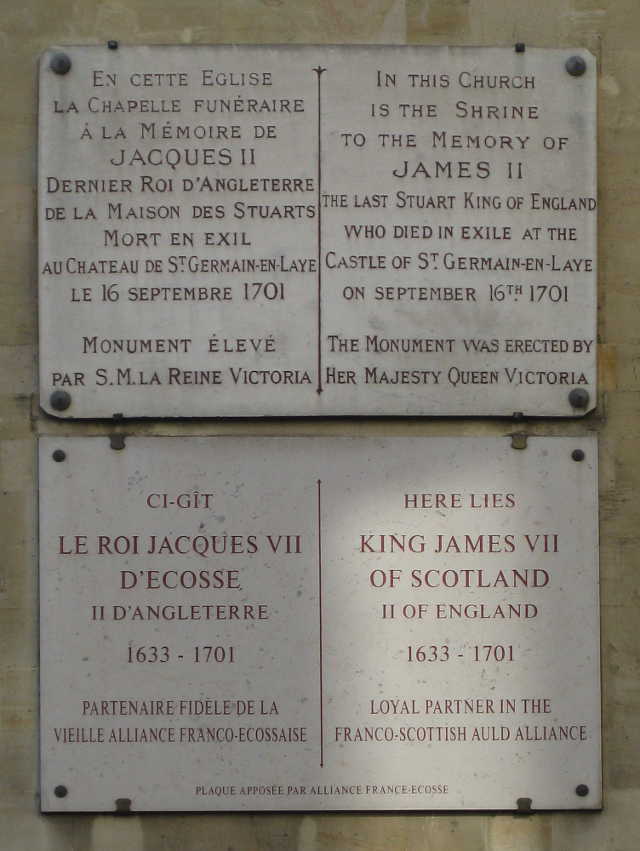 EN CETTE EGLISE
LA CHAPELLE FUNÉRAIRE
À LA MÉMOIRE DE
JACQUES II
DERNIER ROI D'ANGLETERRE
DE LA MAISON DES STUARTS
MORT EN EXIL
AU CHATEAU DE ST GERMAIN-EN-LAYE
LE 16 SEPTEMBRE 1701
MONUMENT ÉLEVÉ
PAR S.M. LA REINE VICTORIA
IN THIS CHURCH
IS THE SHRINE
TO THE MEMORY OF
JAMES II
THE LAST STUART KING OF ENGLAND
WHO DIED IN EXILE AT THE
CASTLE OF ST GERMAIN-EN-LAYE
ON SEPTEMBER 16TH 1701
THE MONUMENT WAS ERECTED BY
HER MAJESTY QUEEN VICTORIA
CI-GÎT
LE ROI JACQUES VII
D'ECOSSE
II D'ANGLETERRE
1633 - 1701
PARTENAIRE FIDÈLE DE LA
VIEILLE ALLIANCE FRANCO-ECOSSAISE
HERE LIES
KING JAMES VII
OF SCOTLAND
II OF ENGLAND
1633 - 1701
LOYAL PARTNER IN THE
FRANCO-SCOTTISH AULD ALLIANCE
PLAQUE APPOSÉE PAR ALLIANCE FRANCE-ECOSSE